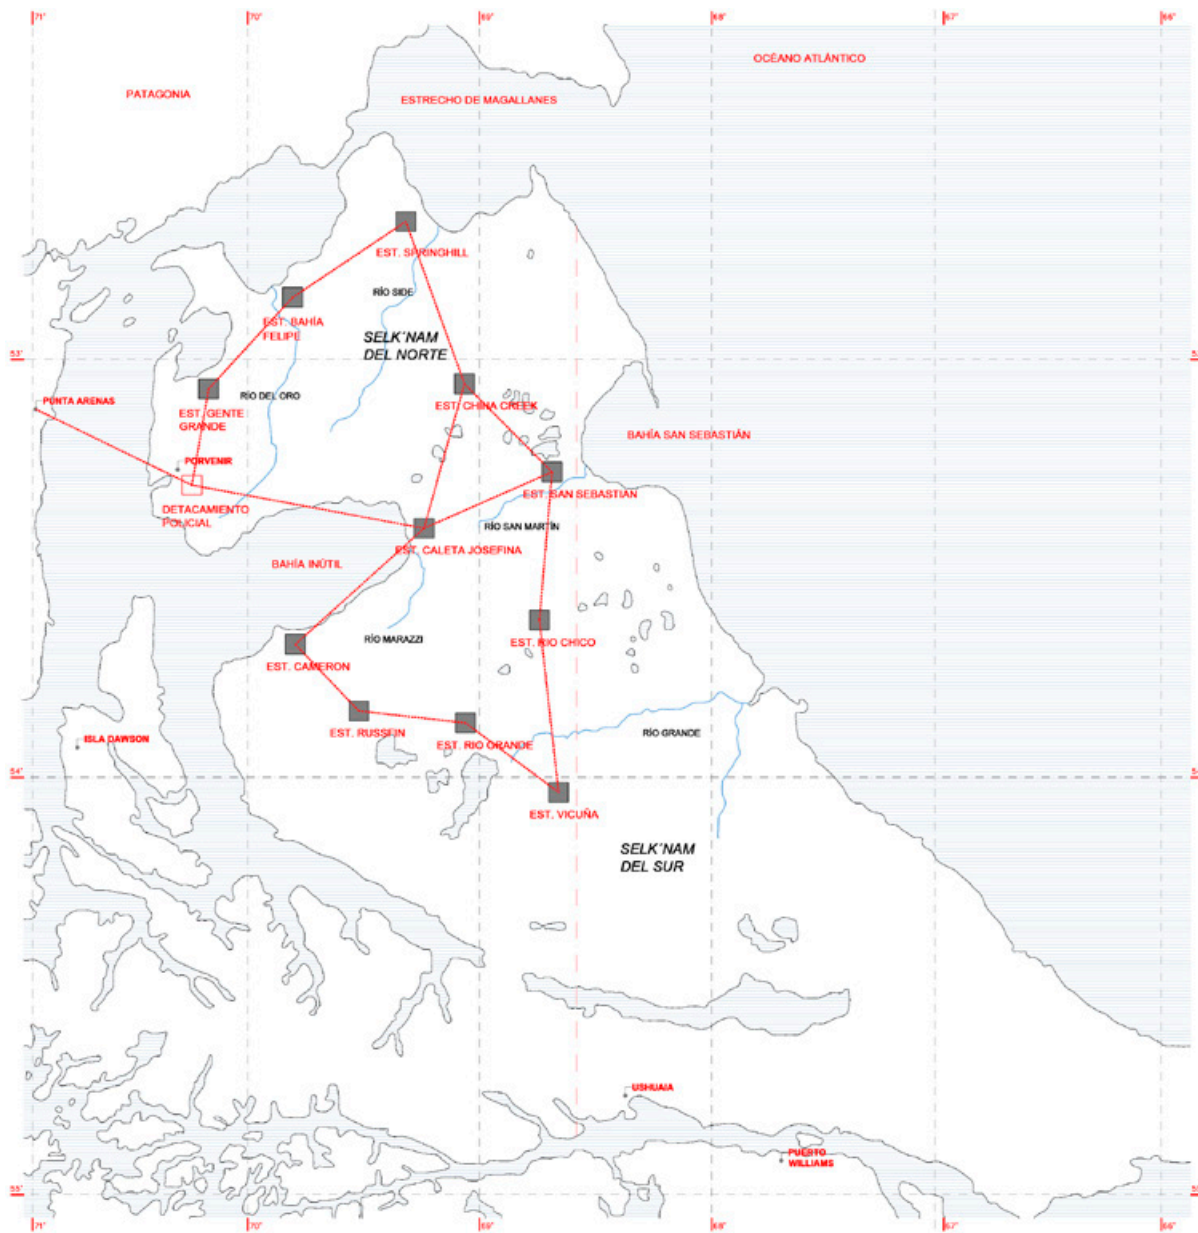 71°
70°
69°
68°
67°
66°
OCÉANO ATLÁNTICO
PATAGONIA
ESTRECHO DE MAGALLANES
EST. SPRINGHILL
RÍO SIDE
EST. BAHÍA
FELIPE
SELK´NAM
DEL NORTE
53°
RÍO DEL ORO
PUNTA ARENAS
EST. CHINA CREEK
EST. GENTE
GRANDE
BAHÍA SAN SEBASTIÁN
PORVENIR
EST. SAN SEBASTIAN
DETACAMIENTO
POLICIAL
RÍO SAN MARTÍN
EST. CALETA JOSEFINA
BAHÍA INÚTIL
RÍO MARAZZI
EST. RIO CHICO
EST. CAMERON
EST. RUSSFIN
RÍO GRANDE
ISLA DAWSON
EST. RIO GRANDE
54°
EST. VICUÑA
SELK´NAM
DEL SUR
USHUAIA
PUERTO
WILLIAMS
55°
71°
70°
69°
68°
67°
66°